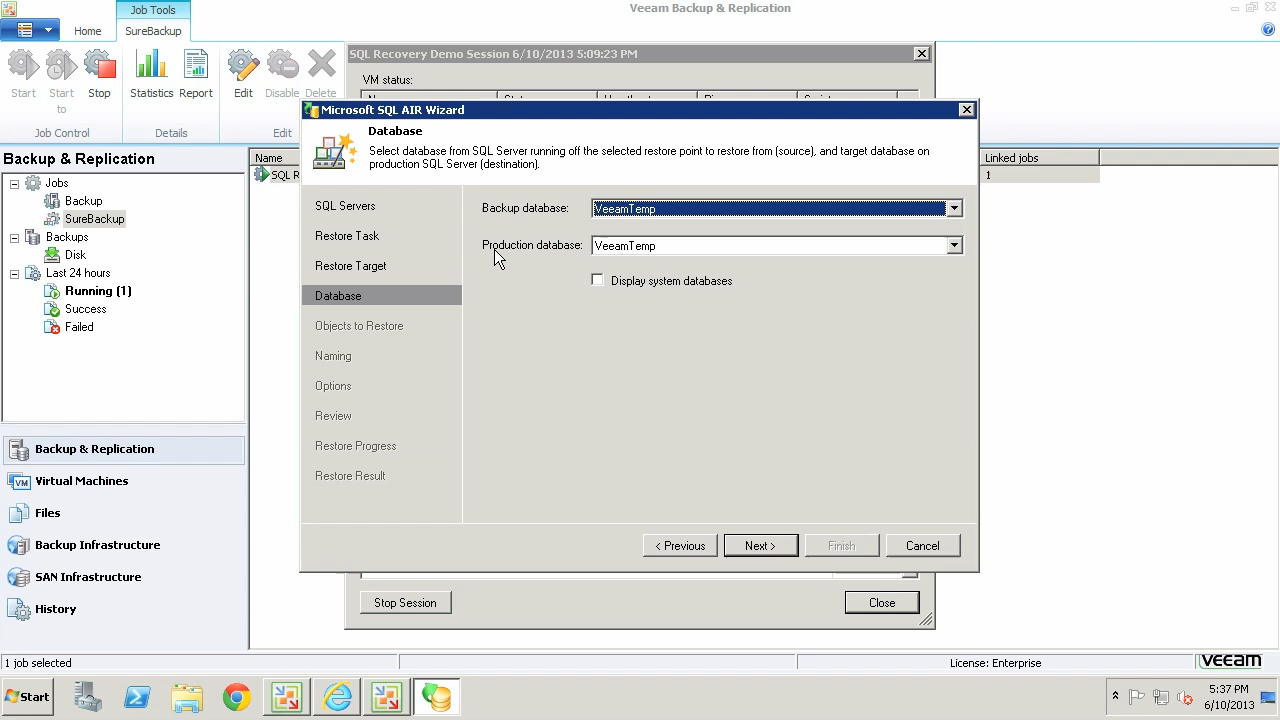 Job Tools
Veeam Backup & Replication
Home
SureBackup
Start
Start to
Stop
Statistics
Report
Edit
Disable
Delete
Job Control
Details
Edit
SQL Recovery Demo Session 6/10/2013 5:09:23 PM
VM status:
Microsoft SQL AIR Wizard
Database
Select database from SQL Server running off the selected restore point to restore from (source), and target database on
production SQL Server (destination).
SQL Servers
Restore Task
Restore Target
Database
Objects to Restore
Naming
Options
Review
Restore Progress
Restore Result
Backup database:
VeeamTemp
Production database:
VeeamTemp
Display system databases
< Previous
Next >
Finish
Cancel
Stop Session
Close
Backup & Replication
Jobs
Backup
SureBackup
Backups
Disk
Last 24 hours
Running (1)
Success
Failed
Name
SQL R
Linked jobs
1
Backup & Replication
VM
Virtual Machines
Files
Backup Infrastructure
SAN Infrastructure
History
1 job selected
License: Enterprise
veeam
Start
5:37 PM
6/10/2013